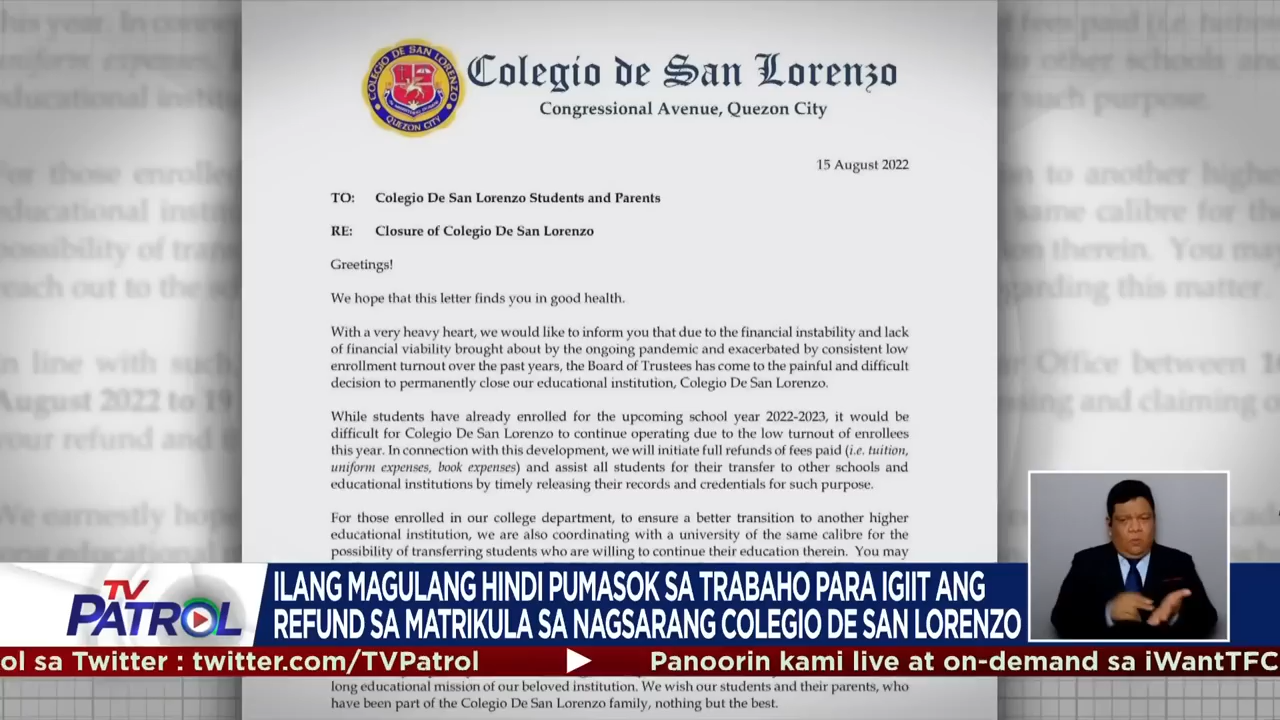 COLEGIO DE SAN LORENZO
QUEZON CITY
Colegio de San Lorenzo
Congressional Avenue, Quezon City
15 August 2022
TO: Colegio De San Lorenzo Students and Parents
RE: Closure of Colegio De San Lorenzo
Greetings!
We hope that this letter finds you in good health.
With a very heavy heart, we would like to inform you that due to the financial instability and lack
of financial viability brought about by the ongoing pandemic and exacerbated by consistent low
enrollment turnout over the past years, the Board of Trustees has come to the painful and difficult
decision to permanently close our educational institution, Colegio De San Lorenzo.
While students have already enrolled for the upcoming school year 2022-2023, it would be
difficult for Colegio De San Lorenzo to continue operating due to the low turnout of enrollees
this year. In connection with this development, we will initiate full refunds of fees paid (i.e. tuition,
uniform expenses, book expenses) and assist all students for their transfer to other schools and
educational institutions by timely releasing their records and credentials for such purpose.
For those enrolled in our college department, to ensure a better transition to another higher
educational institution, we are also coordinating with a university of the same calibre for the
possibility of transferring students who are willing to continue their education therein. You may
TV PATROL
ILANG MAGULANG HINDI PUMASOK SA TRABAHO PARA IGIIT ANG
REFUND SA MATRIKULA SA NAGSARANG COLEGIO DE SAN LORENZO
ol sa Twitter : twitter.com/TVPatrol Panoorin kami live at on-demand sa iWantTFC
long educational mission of our beloved institution. We wish our students and their parents, who
have been part of the Colegio De San Lorenzo family, nothing but the best.